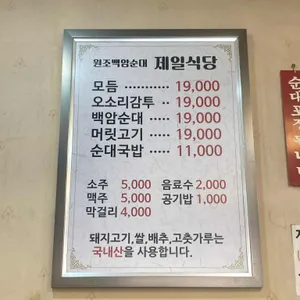 원조백암순대 제일식당
모듬 ........... 19,000
오소리감투 .. 19,000
백암순대 ..... 19,000
머릿고기 ..... 19,000
순대국밥 ..... 11,000
소주 5,000 음료수 2,000
맥주 5,000 공기밥 1,000
막걸리 4,000
돼지고기,쌀,배추,고춧가루는
국내산을 사용합니다.
순대포장